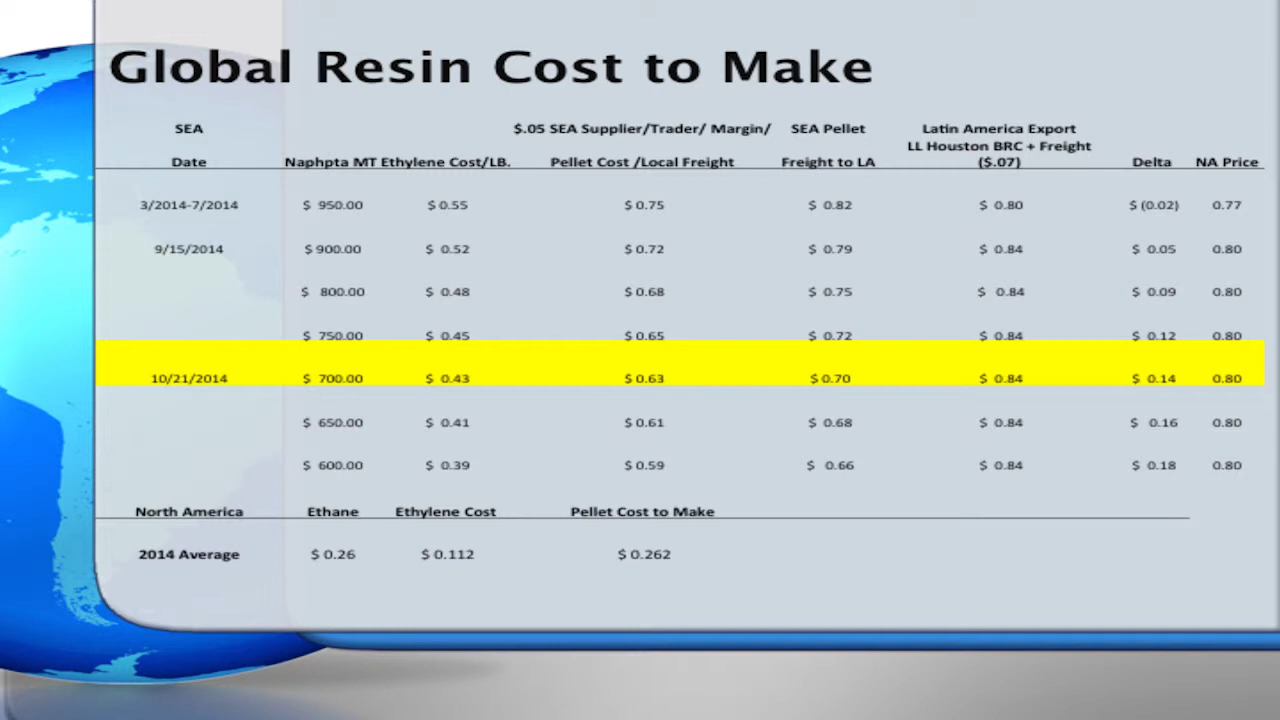 Global Resin Cost to Make
SEA $.05 SEA Supplier/Trader/ Margin/ SEA Pellet Latin America Export
LL Houston BRC + Freight
Date Naphpta MT Ethylene Cost/LB. Pellet Cost /Local Freight Freight to LA ($.07) Delta NA Price
3/2014-7/2014 $ 950.00 $ 0.55 $ 0.75 $ 0.82 $ 0.80 $ (0.02) 0.77
9/15/2014 $ 900.00 $ 0.52 $ 0.72 $ 0.79 $ 0.84 $ 0.05 0.80
$ 800.00 $ 0.48 $ 0.68 $ 0.75 $ 0.84 $ 0.09 0.80
$ 750.00 $ 0.45 $ 0.65 $ 0.72 $ 0.84 $ 0.12 0.80
10/21/2014 $ 700.00 $ 0.43 $ 0.63 $ 0.70 $ 0.84 $ 0.14 0.80
$ 650.00 $ 0.41 $ 0.61 $ 0.68 $ 0.84 $ 0.16 0.80
$ 600.00 $ 0.39 $ 0.59 $ 0.66 $ 0.84 $ 0.18 0.80
North America Ethane Ethylene Cost Pellet Cost to Make
2014 Average $ 0.26 $ 0.112 $ 0.262